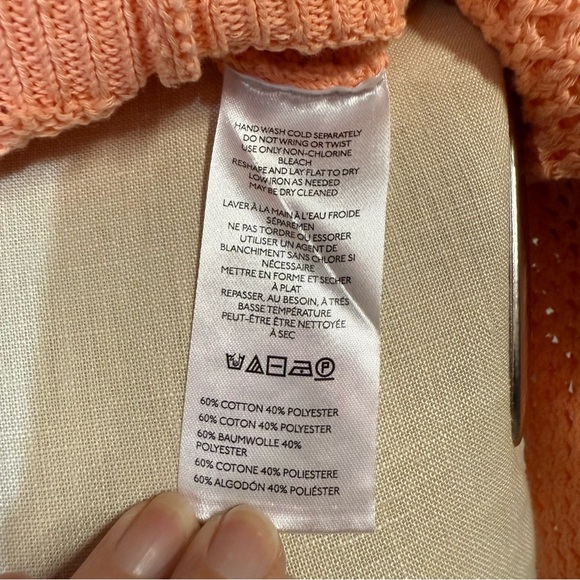 HAND WASH COLD SEPARATELY
DO NOT WRING OR TWIST
USE ONLY NON-CHLORINE
BLEACH
RESHAPE AND LAY FLAT TO DRY
LOW IRON AS NEEDED
MAY BE DRY CLEANED
LAVER À LA MAIN À L'EAU FROIDE
SÉPARÉMEN
NE PAS TORDRE OU ESSORER
UTILISER UN AGENT DE
BLANCHIMENT SANS CHLORE SI
NÉCESSAIRE
METTRE EN FORME ET SECHER
À PLAT
REPASSER, AU BESOIN, À TRÈS
BASSE TEMPÉRATURE
PEUT-ÊTRE ÊTRE NETTOYÉE
À SEC
P
60% COTTON 40% POLYESTER
60% COTON 40% POLYESTER
60% BAUMWOLLE 40%
POLYESTER
60% COTONE 40% POLIESTERE
60% ALGODÓN 40% POLIÉSTER